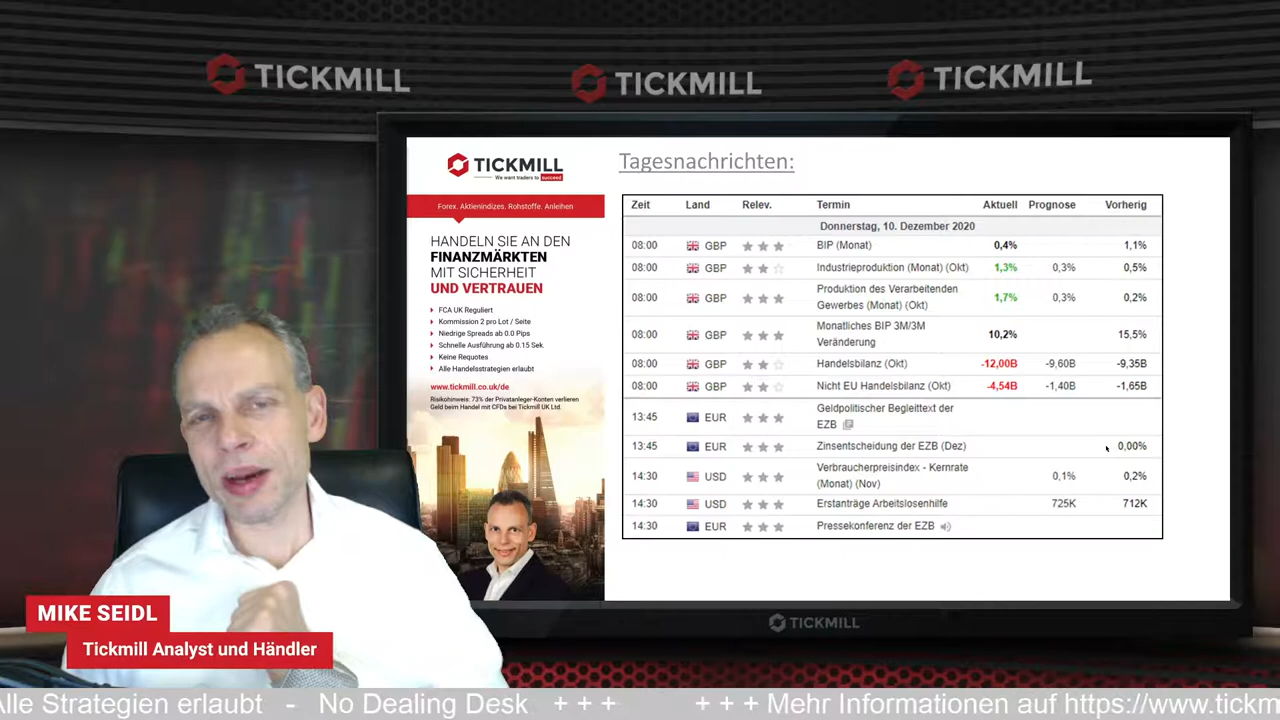 TICKMILL
TICKMILL
TICKMILL
TICKMILL
We want traders to succeed
Forex. Aktienindizes. Rohstoffe. Anleihen
HANDELN SIE AN DEN
FINANZMÄRKTEN
MIT SICHERHEIT
UND VERTRAUEN
FCA UK Reguliert
Kommission 2 pro Lot / Seite
Niedrige Spreads ab 0.0 Pips
Schnelle Ausführung ab 0.15 Sek.
Keine Requotes
Alle Handelsstrategien erlaubt
www.tickmill.co.uk/de
Risikohinweis: 73% der Privatanleger-Konten verlieren
Geld beim Handel mit CFDs bei Tickmill UK Ltd.
Tagesnachrichten:
Zeit Land Relev. Termin Aktuell Prognose Vorherig
Donnerstag, 10. Dezember 2020
08:00 GBP BIP (Monat) 0,4% 1,1%
08:00 GBP Industrieproduktion (Monat) (Okt) 1,3% 0,3% 0,5%
08:00 GBP Produktion des Verarbeitenden
Gewerbes (Monat) (Okt) 1,7% 0,3% 0,2%
08:00 GBP Monatliches BIP 3M/3M
Veränderung 10,2% 15,5%
08:00 GBP Handelsbilanz (Okt) -12,00B -9,60B -9,35B
08:00 GBP Nicht EU Handelsbilanz (Okt) -4,54B -1,40B -1,65B
13:45 EUR Geldpolitischer Begleittext der
EZB
13:45 EUR Zinsentscheidung der EZB (Dez) 0,00%
14:30 USD Verbraucherpreisindex - Kernrate
(Monat) (Nov) 0,1% 0,2%
14:30 USD Erstanträge Arbeitslosenhilfe 725K 712K
14:30 EUR Pressekonferenz der EZB
TICKMILL
MIKE SEIDL
Tickmill Analyst und Händler
Alle Strategien erlaubt - No Dealing Desk +++ +++ Mehr Informationen auf https://www.tickm